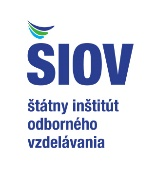 ŠIOV
štátny inštitút
odborného
vzdelávania